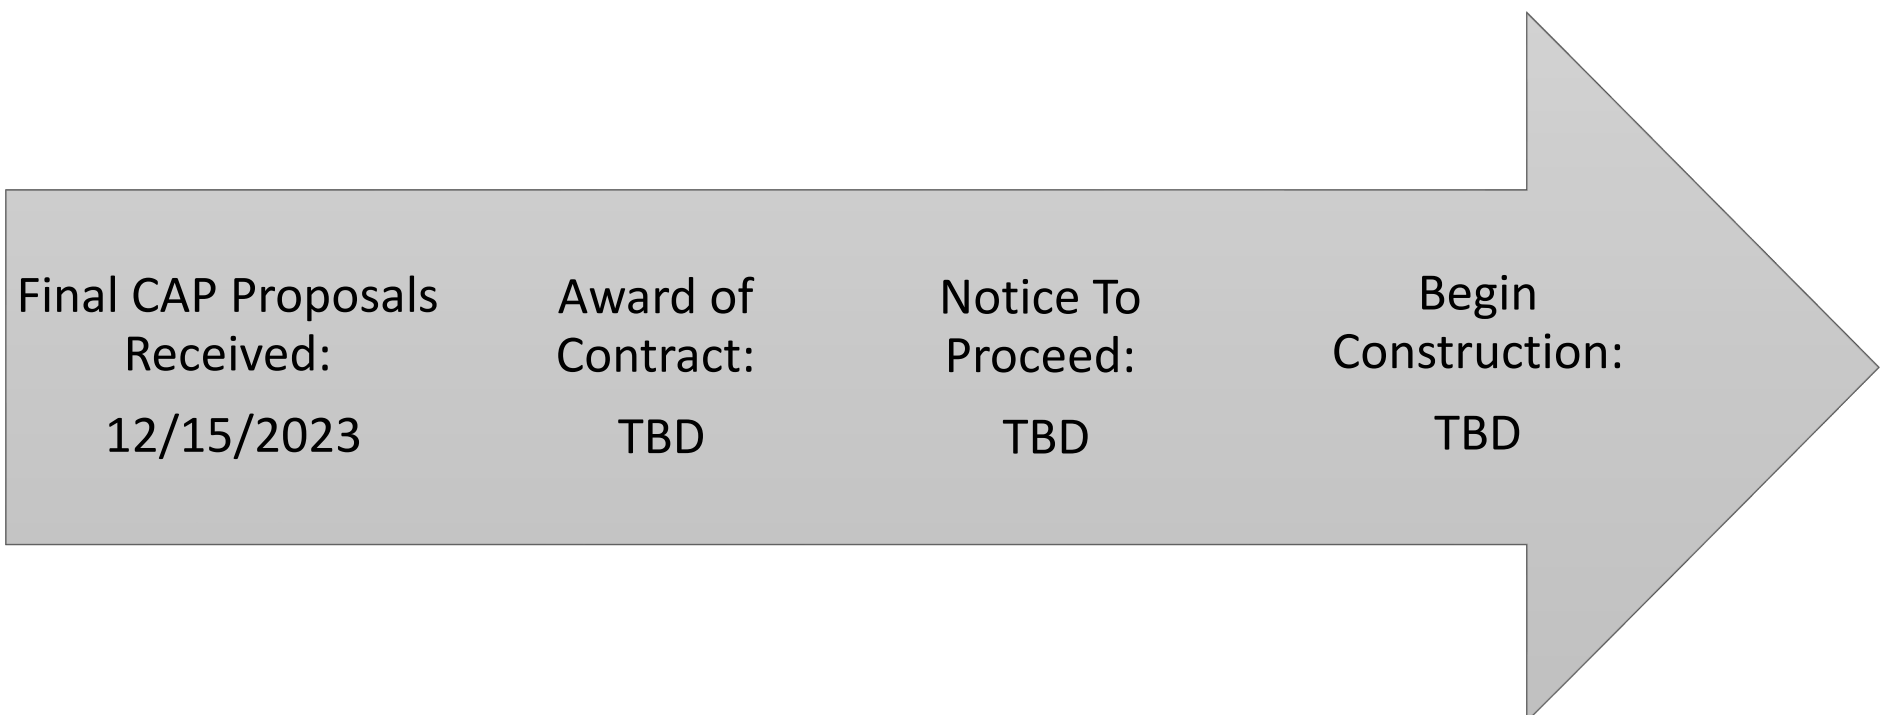 Final CAP Proposals
Received:
12/15/2023
Award of
Contract:
TBD
Notice To
Proceed:
TBD
Begin
Construction:
TBD